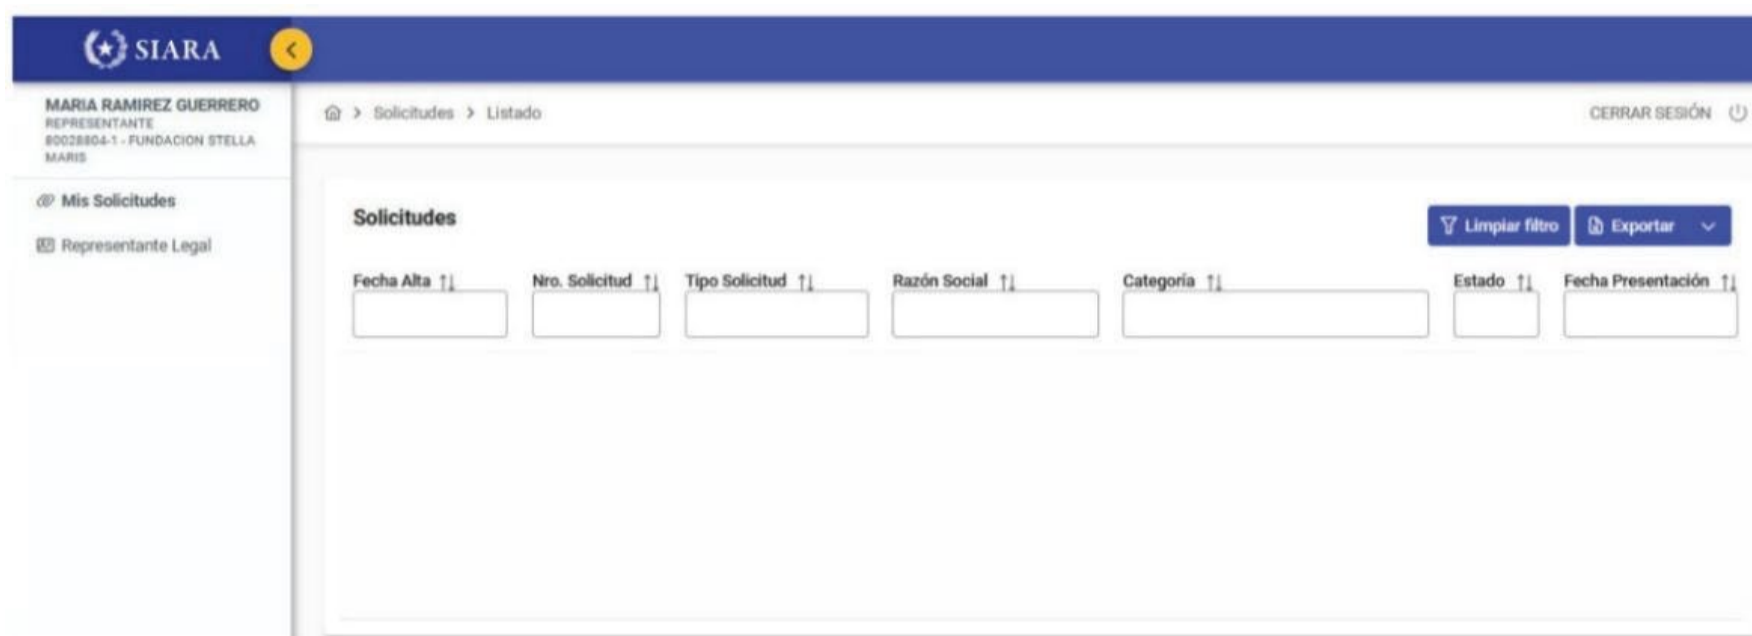 SIARA
MARIA RAMIREZ GUERRERO
REPRESENTANTE
80028804-1 - FUNDACION STELLA
MARIS
Mis Solicitudes
Representante Legal
Solicitudes > Listado
CERRAR SESIÓN
Solicitudes
Limpiar filtro
Exportar
Fecha Alta
Nro. Solicitud
Tipo Solicitud
Razón Social
Categoría
Estado
Fecha Presentación